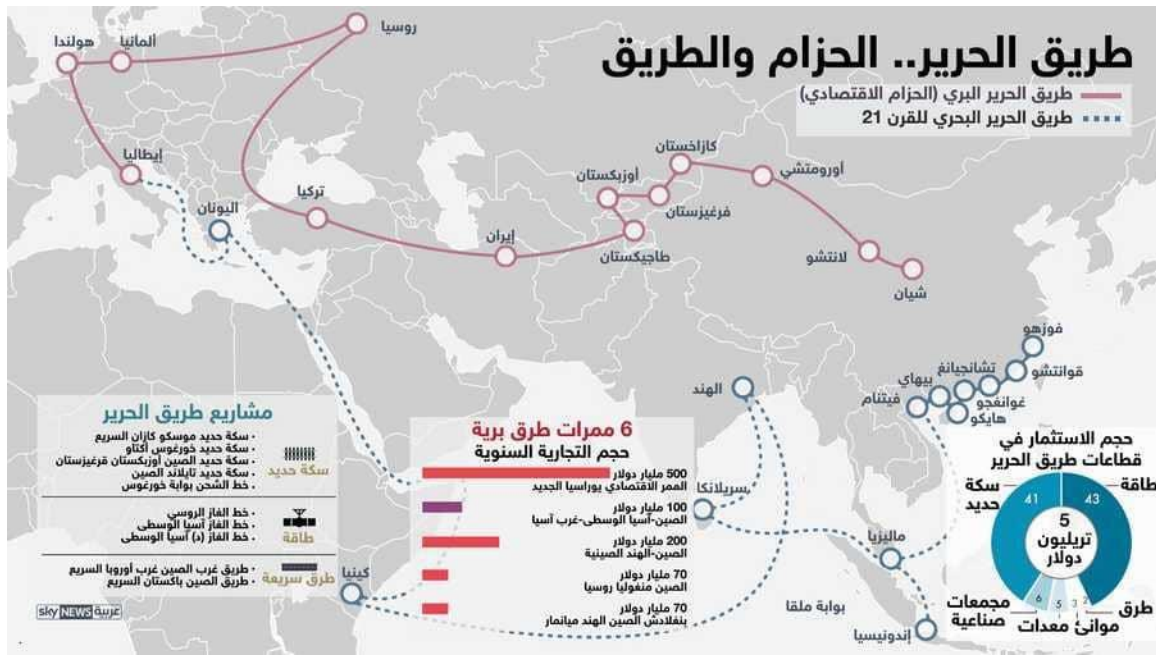 طريق الحرير.. الحزام والطريق
طريق الحرير البري (الحزام الاقتصادي)
طريق الحرير البحري للقرن 21
روسيا
ألمانيا
هولندا
إيطاليا
اليونان
تركيا
إيران
كازاخستان
أوزبكستان
فرغيزستان
طاجيكستان
أورومتشي
لانتشو
شيان
فوزهو
قوانتشو
تشانجيانغ
غوانغجو
بيهاي
هايكو
فيتنام
الهند
سريلانكا
ماليزيا
بوابة ملقا
إندونيسيا
كينيا
مشاريع طريق الحرير
سكة حديد
• سكة حديد موسكو كازان السريع
• سكة حديد خورغوس أكتاو
• سكة حديد الصين اوزبكستان قرغيزستان
• سكة حديد تايلاند الصين
• خط الشحن بوابة خورغوس
طاقة
• خط الغاز الروسي
• خط الغاز آسيا الوسطى
• خط الغاز (د) آسيا الوسطى
طرق سريعة
• طريق غرب الصين غرب أوروبا السريع
• طريق الصين باكستان السريع
6 ممرات طرق برية
حجم التجارية السنوية
500 مليار دولار
الممر الاقتصادي يوراسيا الجديد
100 مليار دولار
الصين-آسيا الوسطى-غرب آسيا
200 مليار دولار
الصين-الهند الصينية
70 مليار دولار
الصين منغوليا روسيا
70 مليار دولار
بنغلادش الصين الهند ميانمار
حجم الاستثمار في
قطاعات طريق الحرير
طاقة
43
سكة
حديد
41
5
تريليون
دولار
مجمعات
صناعية
6
معدات
5
موانئ
3
طرق
2
sky NEWS عربية